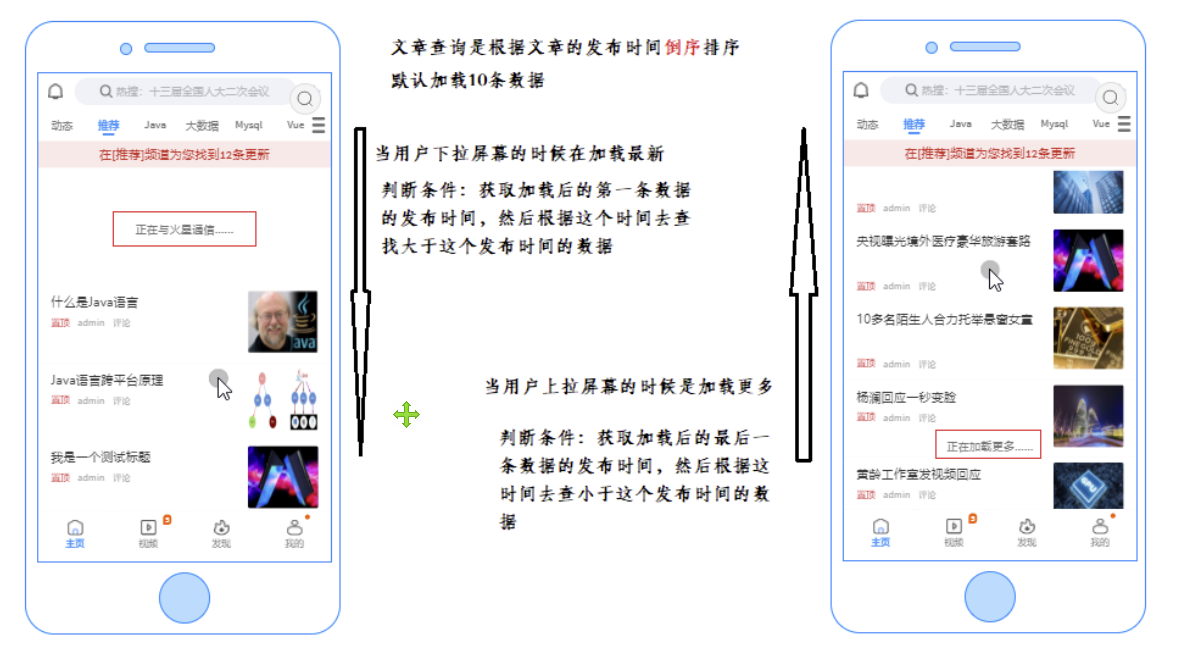 文章查询是根据文章的发布时间倒序排序
默认加载10条数据
热搜：十三届全国人大二次会议
动态 推荐 Java 大数据 Mysql Vue
在[推荐]频道为您找到12条更新
正在与火星通信......
什么是Java语言
置顶 admin 评论
Java
Java语言跨平台原理
置顶 admin 评论
我是一个测试标题
置顶 admin 评论
主页 视频 发现 我的
当用户下拉屏幕的时候在加载最新
判断条件：获取加载后的第一条数据
的发布时间，然后根据这个时间去查
找大于这个发布时间的数据
当用户上拉屏幕的时候是加载更多
判断条件：获取加载后的最后一
条数据的发布时间，然后根据这
时间去查小于这个发布时间的数
据
热搜：十三届全国人大二次会议
动态 推荐 Java 大数据 Mysql Vue
在[推荐]频道为您找到12条更新
置顶 admin 评论
央视曝光境外医疗豪华旅游套路
置顶 admin 评论
10多名陌生人合力托举悬窗女童
置顶 admin 评论
杨澜回应一秒变脸
置顶 admin 评论
正在加载更多......
黄龄工作室发视频回应
置顶 admin 评论
主页 视频 发现 我的